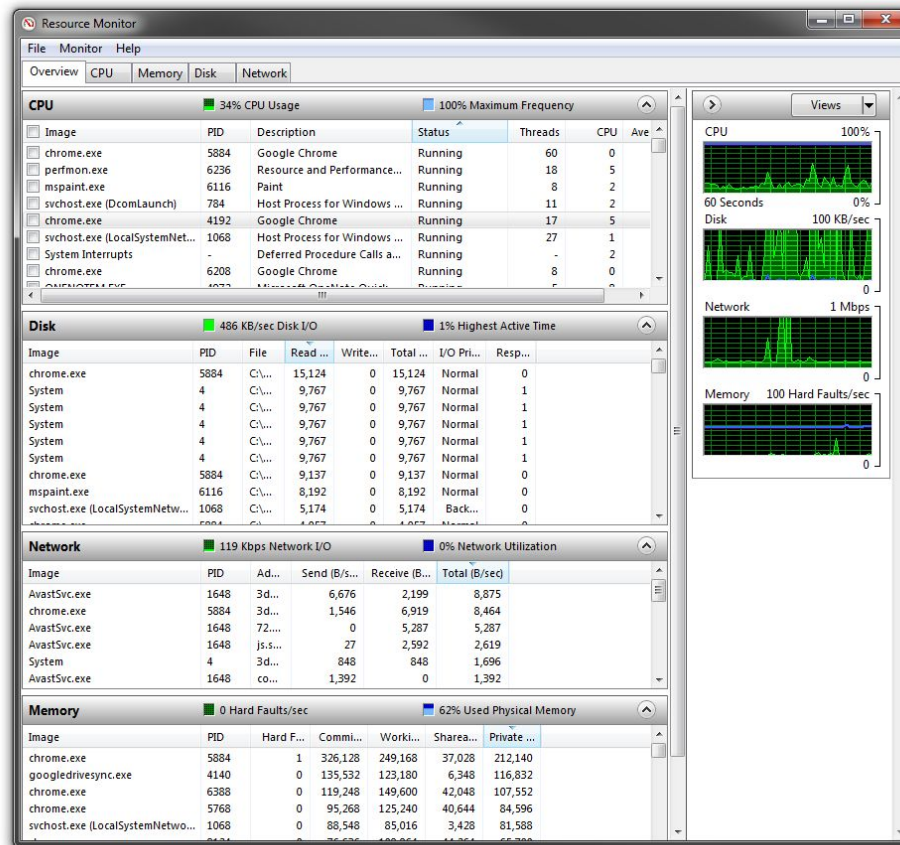 Resource Monitor
File Monitor Help
Overview CPU Memory Disk Network
CPU 34% CPU Usage 100% Maximum Frequency
Image PID Description Status Threads CPU Ave
chrome.exe 5884 Google Chrome Running 60 0
perfmon.exe 6236 Resource and Performance... Running 18 5
mspaint.exe 6116 Paint Running 8 2
svchost.exe (DcomLaunch) 784 Host Process for Windows ... Running 11 2
chrome.exe 4192 Google Chrome Running 17 5
svchost.exe (LocalSystemNet... 1068 Host Process for Windows ... Running 27 1
System Interrupts - Deferred Procedure Calls a... Running - 2
chrome.exe 6208 Google Chrome Running 8 0
Disk 486 KB/sec Disk I/O 1% Highest Active Time
Image PID File Read ... Write... Total ... I/O Pri... Resp...
chrome.exe 5884 C:\... 15,124 0 15,124 Normal 0
System 4 C:\... 9,767 0 9,767 Normal 1
System 4 C:\... 9,767 0 9,767 Normal 1
System 4 C:\... 9,767 0 9,767 Normal 1
System 4 C:\... 9,767 0 9,767 Normal 1
System 4 C:\... 9,767 0 9,767 Normal 1
chrome.exe 5884 C:\... 9,137 0 9,137 Normal 0
mspaint.exe 6116 C:\... 8,192 0 8,192 Normal 0
svchost.exe (LocalSystemNetw... 1068 C:\... 5,174 0 5,174 Back... 0
Network 119 Kbps Network I/O 0% Network Utilization
Image PID Ad... Send (B/s... Receive (B... Total (B/sec)
AvastSvc.exe 1648 3d... 6,676 2,199 8,875
chrome.exe 5884 3d... 1,546 6,919 8,464
AvastSvc.exe 1648 72.... 0 5,287 5,287
AvastSvc.exe 1648 js.s... 27 2,592 2,619
System 4 3d... 848 848 1,696
AvastSvc.exe 1648 co... 1,392 0 1,392
Memory 0 Hard Faults/sec 62% Used Physical Memory
Image PID Hard F... Commi... Worki... Sharea... Private ...
chrome.exe 5884 1 326,128 249,168 37,028 212,140
googledrivesync.exe 4140 0 135,532 123,180 6,348 116,832
chrome.exe 6388 0 119,248 149,600 42,048 107,552
chrome.exe 5768 0 95,268 125,240 40,644 84,596
svchost.exe (LocalSystemNetwo... 1068 0 88,548 85,016 3,428 81,588
Views
CPU 100%
60 Seconds 0%
Disk 100 KB/sec
0
Network 1 Mbps
0
Memory 100 Hard Faults/sec
0